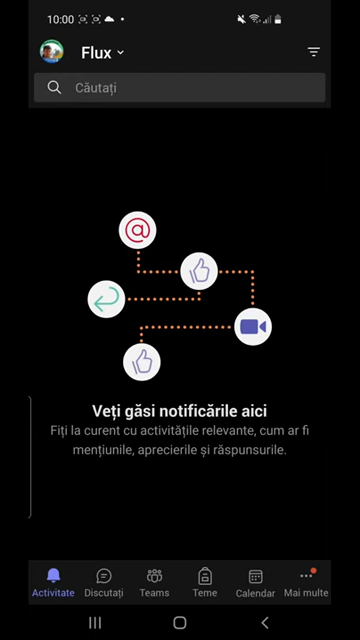 10:00
Flux
Căutați
Veți găsi notificările aici
Fiți la curent cu activitățile relevante, cum ar fi
mențiunile, aprecierile și răspunsurile.
Activitate Discutați Teams Teme Calendar Mai multe